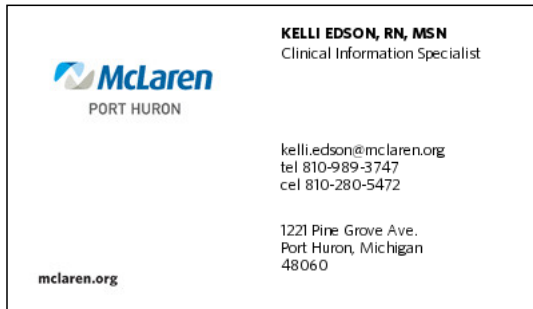 McLaren
PORT HURON
mclaren.org
KELLI EDSON, RN, MSN
Clinical Information Specialist
kelli.edson@mclaren.org
tel 810-989-3747
cel 810-280-5472
1221 Pine Grove Ave.
Port Huron, Michigan
48060